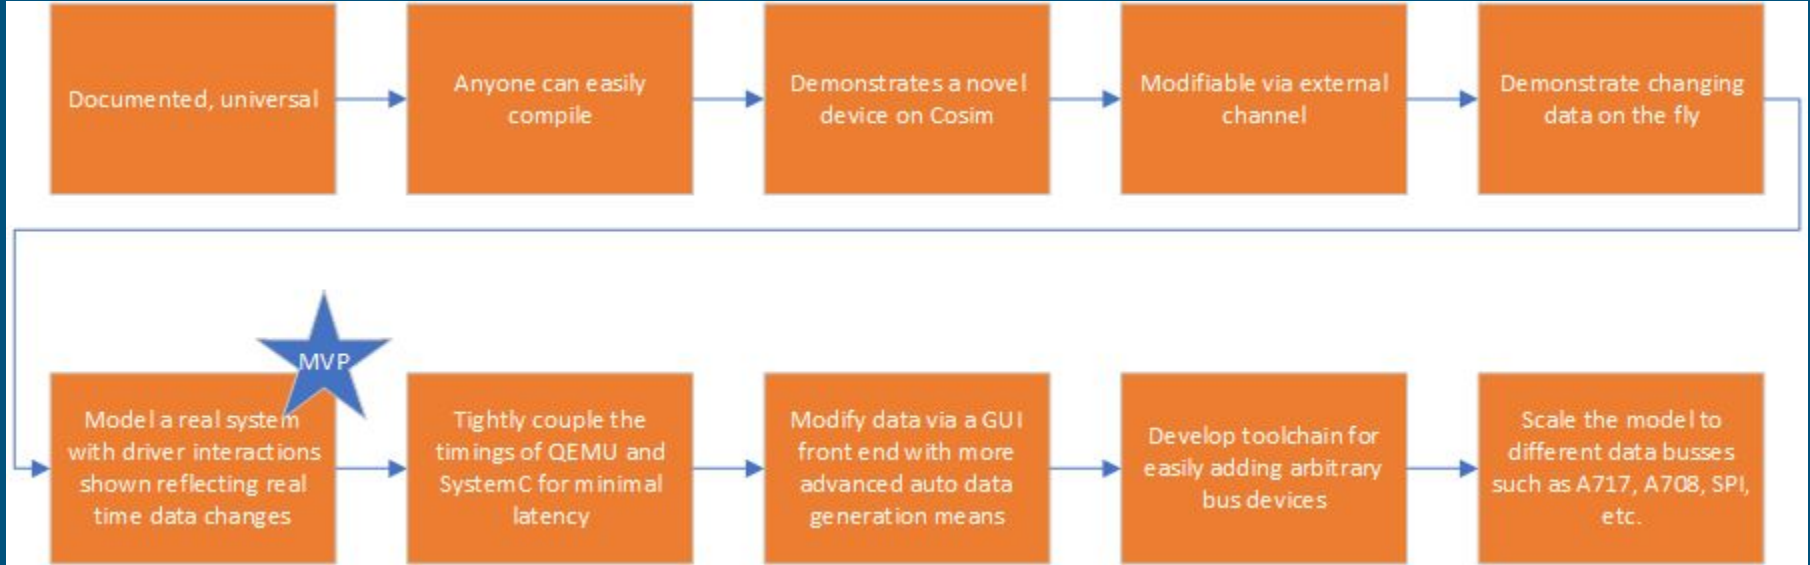 Documented, universal
Anyone can easily
compile
Demonstrates a novel
device on Cosim
Modifiable via external
channel
Demonstrate changing
data on the fly
MVP
Model a real system
with driver interactions
shown reflecting real
time data changes
Tightly couple the
timings of QEMU and
SystemC for minimal
latency
Modify data via a GUI
front end with more
advanced auto data
generation means
Develop toolchain for
easily adding arbitrary
bus devices
Scale the model to
different data busses
such as A717, A708, SPI,
etc.